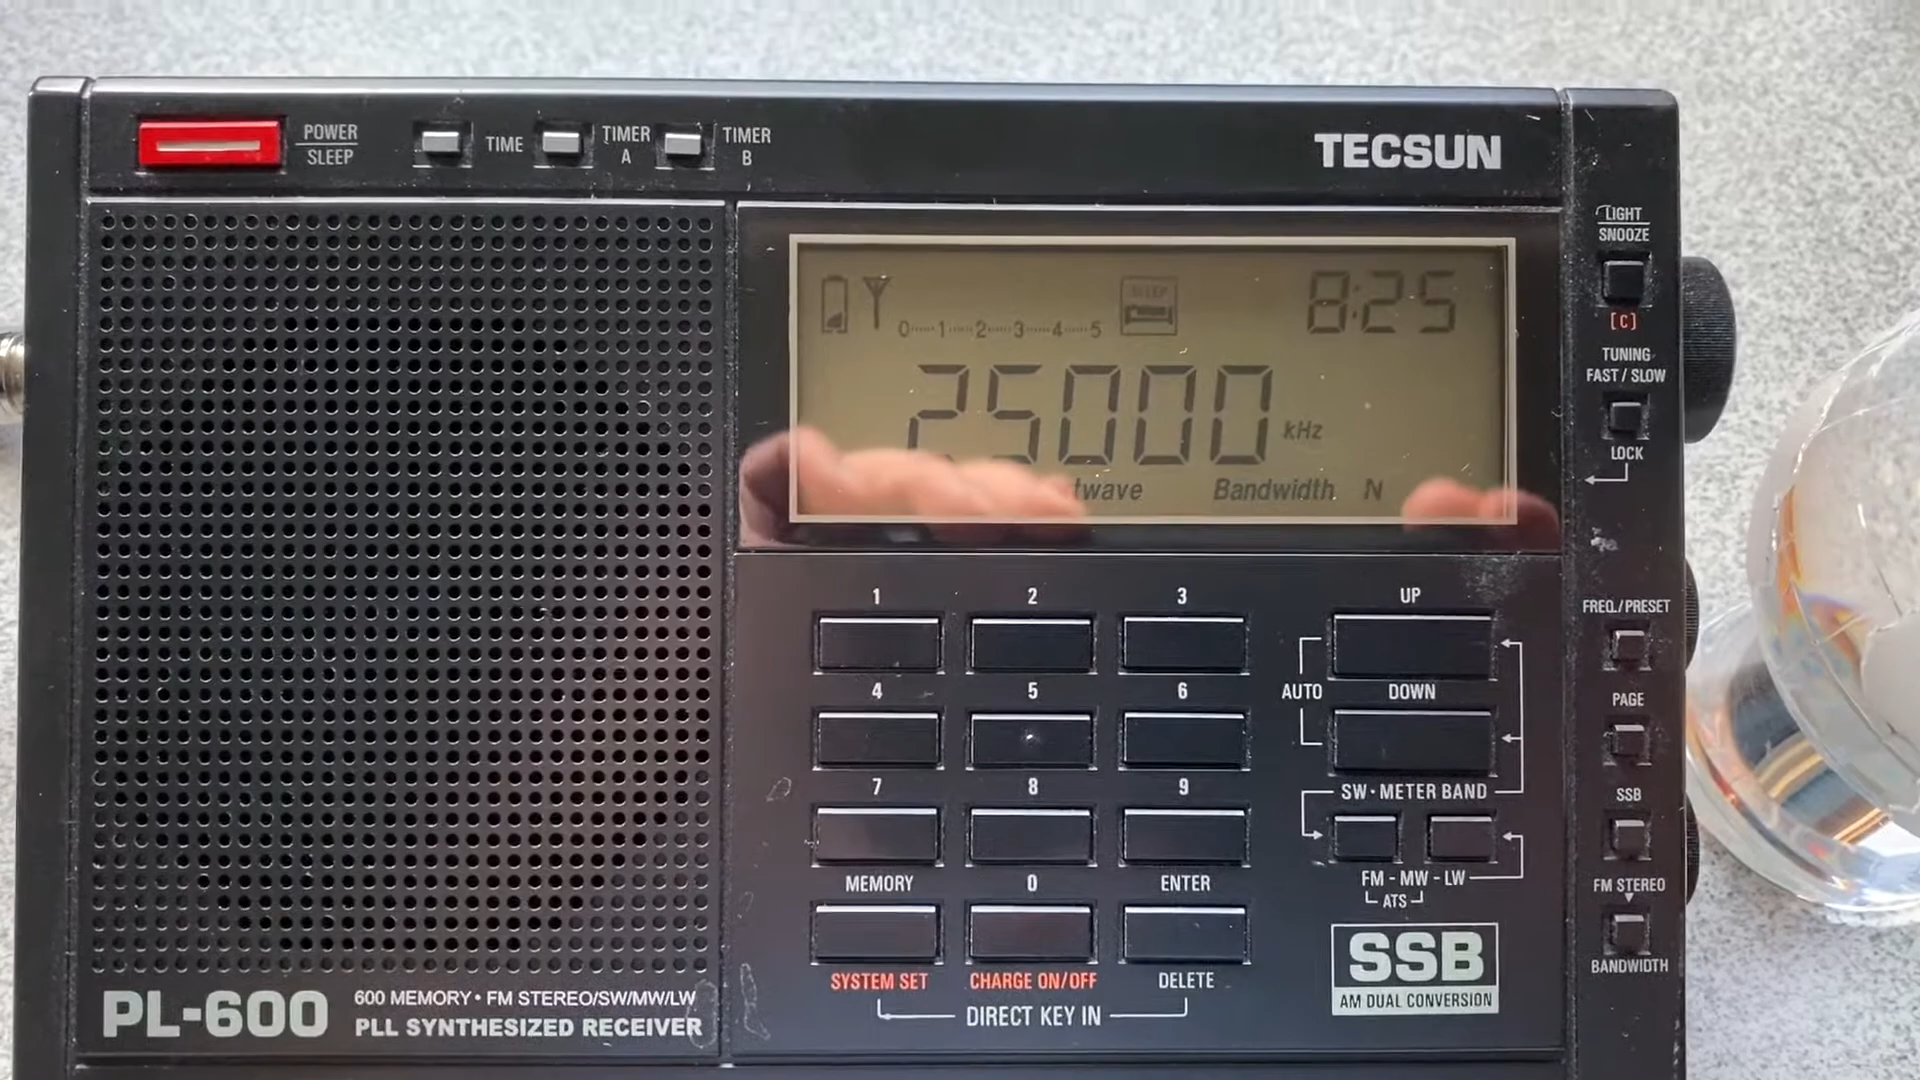 POWER
SLEEP
TIME
TIMER
A
TIMER
B
TECSUN
LIGHT
SNOOZE
[C]
TUNING
FAST / SLOW
LOCK
SLEEP
8:25
0 1 2 3 4 5
25000 kHz
Bandwidth N
1 2 3 UP
4 5 6 AUTO DOWN
7 8 9 SW · METER BAND
MEMORY 0 ENTER FM - MW - LW
ATS
SYSTEM SET CHARGE ON/OFF DELETE
DIRECT KEY IN
SSB
AM DUAL CONVERSION
FREQ./PRESET
PAGE
SSB
FM STEREO
BANDWIDTH
PL-600
600 MEMORY • FM STEREO/SW/MW/LW
PLL SYNTHESIZED RECEIVER